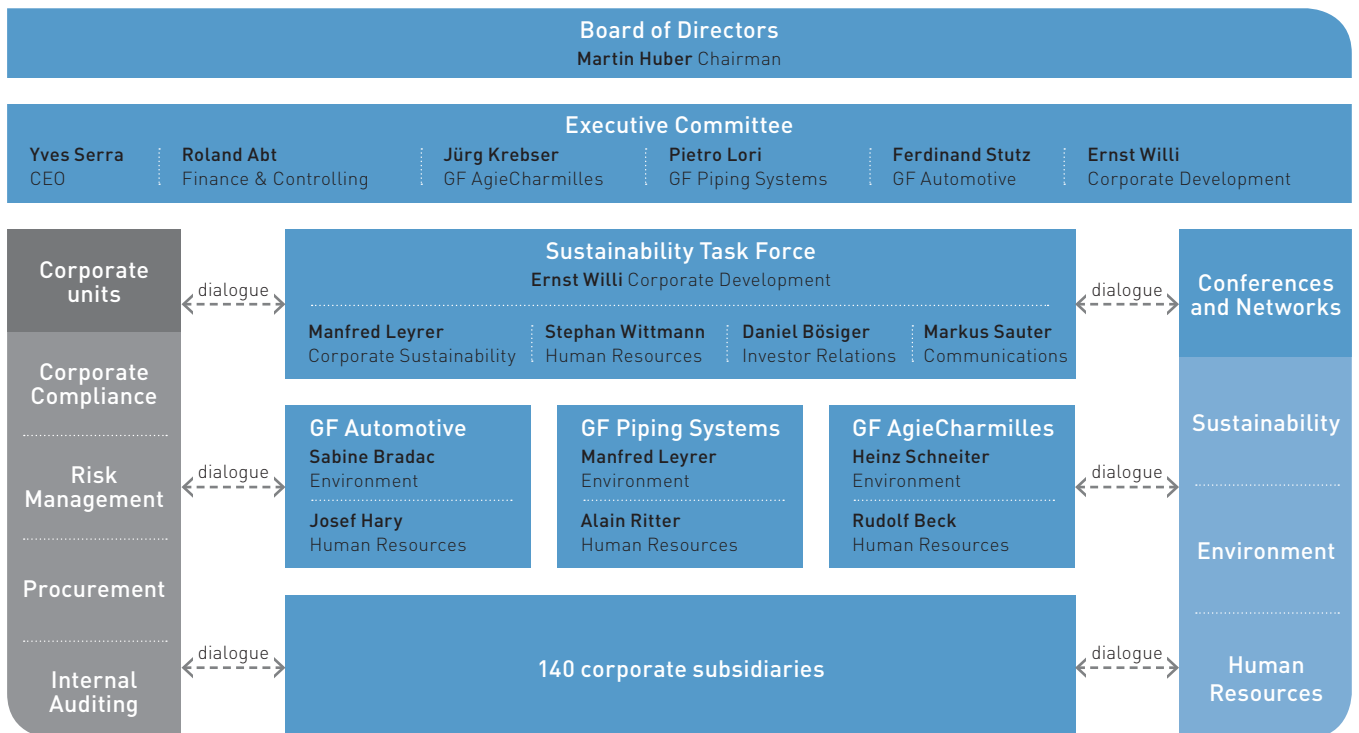 Board of Directors
Martin Huber Chairman
Executive Committee
Yves Serra
CEO
Roland Abt
Finance & Controlling
Jürg Krebser
GF AgieCharmilles
Pietro Lori
GF Piping Systems
Ferdinand Stutz
GF Automotive
Ernst Willi
Corporate Development
Corporate
units
Corporate
Compliance
Risk
Management
Procurement
Internal
Auditing
dialogue
dialogue
dialogue
Sustainability Task Force
Ernst Willi Corporate Development
Manfred Leyrer
Corporate Sustainability
Stephan Wittmann
Human Resources
Daniel Bösiger
Investor Relations
Markus Sauter
Communications
GF Automotive
Sabine Bradac
Environment
Josef Hary
Human Resources
GF Piping Systems
Manfred Leyrer
Environment
Alain Ritter
Human Resources
GF AgieCharmilles
Heinz Schneiter
Environment
Rudolf Beck
Human Resources
140 corporate subsidiaries
dialogue
dialogue
dialogue
Conferences
and Networks
Sustainability
Environment
Human
Resources